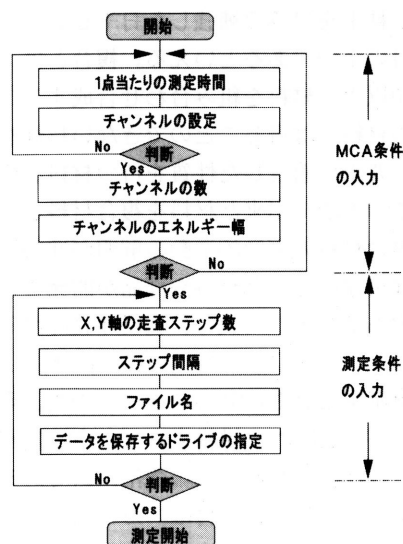 開始
1点当たりの測定時間
チャンネルの設定
No
判断
Yes
チャンネルの数
チャンネルのエネルギー幅
判断
No
Yes
MCA条件
の入力
X,Y軸の走査ステップ数
ステップ間隔
ファイル名
データを保存するドライブの指定
No
判断
Yes
測定開始
測定条件
の入力